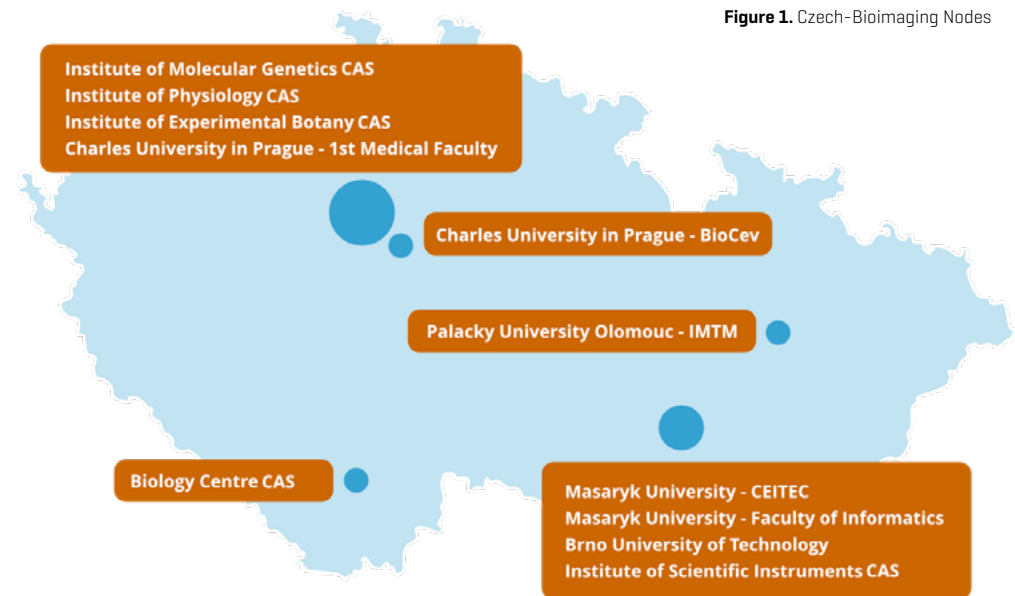 Figure 1. Czech-Bioimaging Nodes
Institute of Molecular Genetics CAS
Institute of Physiology CAS
Institute of Experimental Botany CAS
Charles University in Prague - 1st Medical Faculty
Charles University in Prague - BioCev
Palacky University Olomouc - IMTM
Biology Centre CAS
Masaryk University - CEITEC
Masaryk University - Faculty of Informatics
Brno University of Technology
Institute of Scientific Instruments CAS